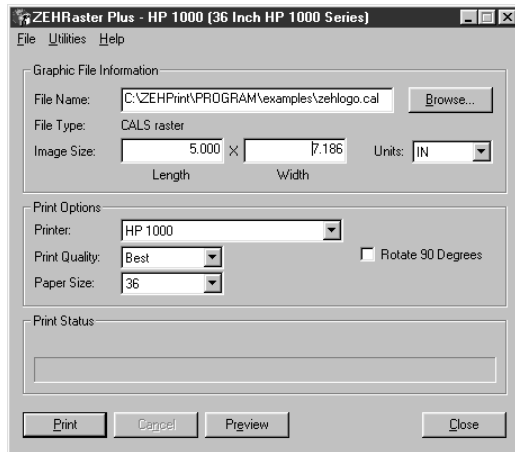 ZEHRaster Plus - HP 1000 (36 Inch HP 1000 Series)
File Utilities Help
Graphic File Information
File Name: C:\ZEHPrint\PROGRAM\examples\zehlogo.cal Browse...
File Type: CALS raster
Image Size: 5.000 X 7.186 Units: IN
Length Width
Print Options
Printer: HP 1000
Print Quality: Best Rotate 90 Degrees
Paper Size: 36
Print Status
Print Cancel Preview Close